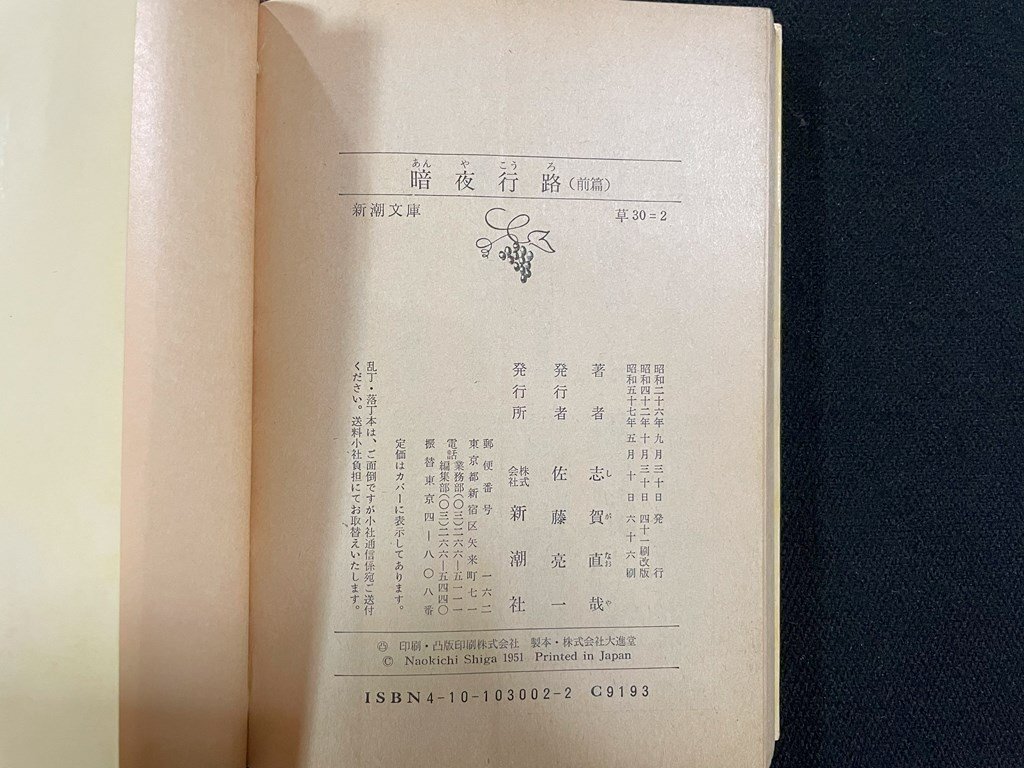 あん や こう ろ
暗夜行路(前篇)
新潮文庫
草30=2
昭和二十六年九月三十日 発行
昭和四十二年十月三十日 四十一刷改版
昭和五十七年五月十日 六十六刷
著者 志賀直哉
し が なお や
発行者 佐藤亮一
発行所 株式会社 新潮社
郵便番号 一六二
東京都新宿区矢来町七一
電話 業務部(〇三)二六六―五一一一
編集部(〇三)二六六―五四四〇
振替東京四―八〇八番
定価はカバーに表示してあります。
乱丁・落丁本は、ご面倒ですが小社通信係宛ご送付
ください。送料小社負担にてお取替えいたします。
印刷・凸版印刷株式会社 製本・株式会社大進堂
© Naokichi Shiga 1951 Printed in Japan
ISBN4-10-103002-2 C9193